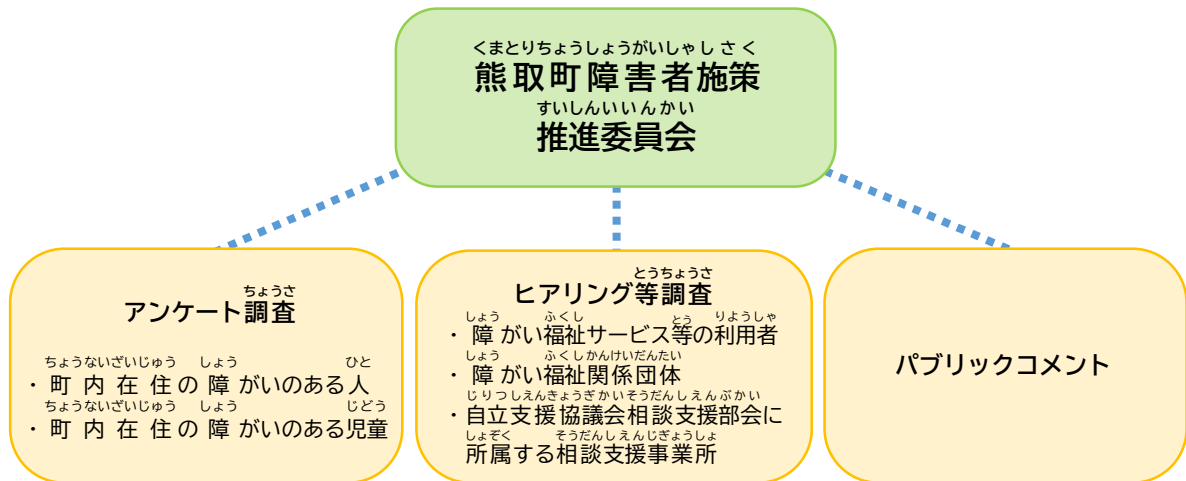 くまとりちょうしょうがいしゃしさく
熊取町障害者施策
すいしんいいんかい
推進委員会
ちょうさ
アンケート調査
ちょうないざいじゅう しょう ひと
・町内在住の障がいのある人
ちょうないざいじゅう しょう じどう
・町内在住の障がいのある児童
とうちょうさ
ヒアリング等調査
しょう ふくし とう りようしゃ
・障がい福祉サービス等の利用者
しょう ふくしかんけいだんたい
・障がい福祉関係団体
じりつしえんきょうぎかいそうだんしえんぶかい
・自立支援協議会相談支援部会に
しょぞく そうだんしえんじぎょうしょ
所属する相談支援事業所
パブリックコメント